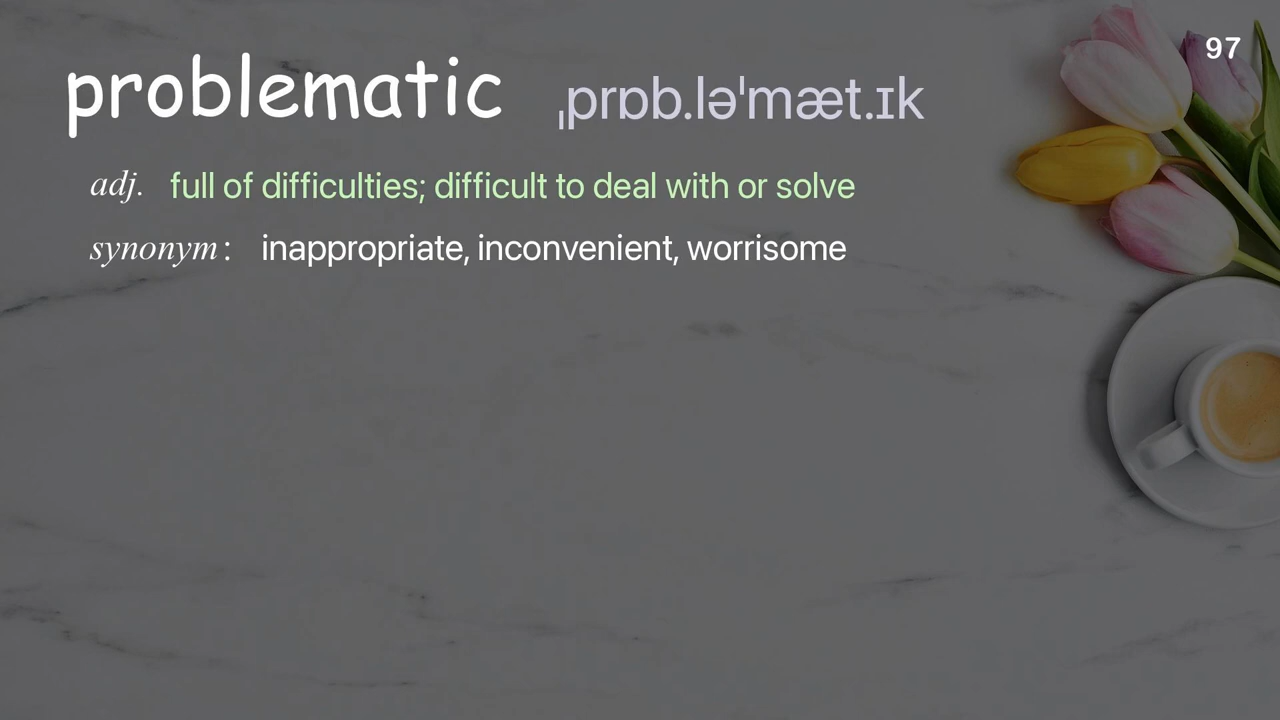 97
problematic ˌprɒb.ləˈmæt.ɪk
adj. full of difficulties; difficult to deal with or solve
synonym: inappropriate, inconvenient, worrisome